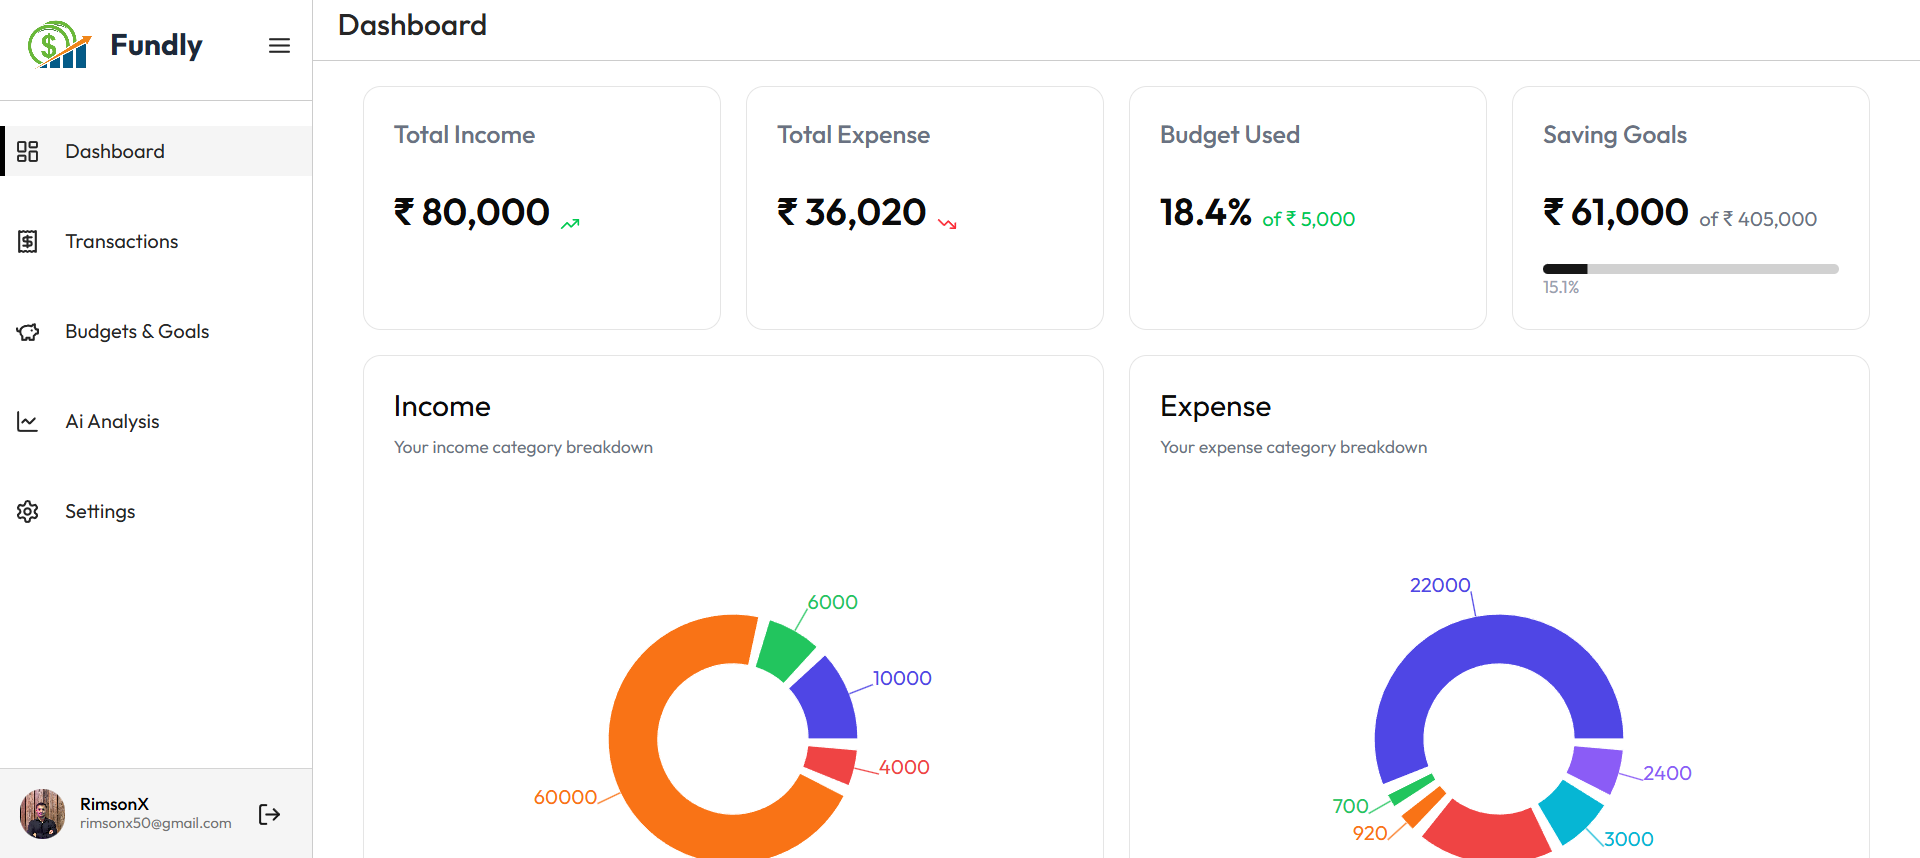 Fundly
Dashboard
Transactions
Budgets & Goals
Ai Analysis
Settings
RimsonX
rimsonx50@gmail.com
Dashboard
Total Income
₹ 80,000
Total Expense
₹ 36,020
Budget Used
18.4% of ₹ 5,000
Saving Goals
₹ 61,000 of ₹ 405,000
15.1%
Income
Your income category breakdown
6000
10000
4000
60000
Expense
Your expense category breakdown
22000
2400
700
920
3000